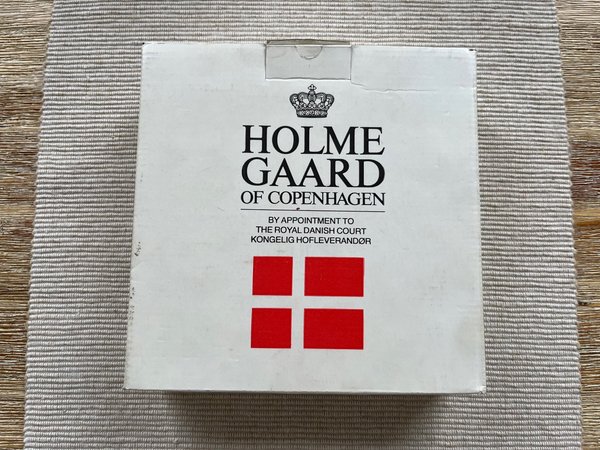 HOLME
GAARD
OF COPENHAGEN
BY APPOINTMENT TO
THE ROYAL DANISH COURT
KONGELIG HOFLEVERANDØR